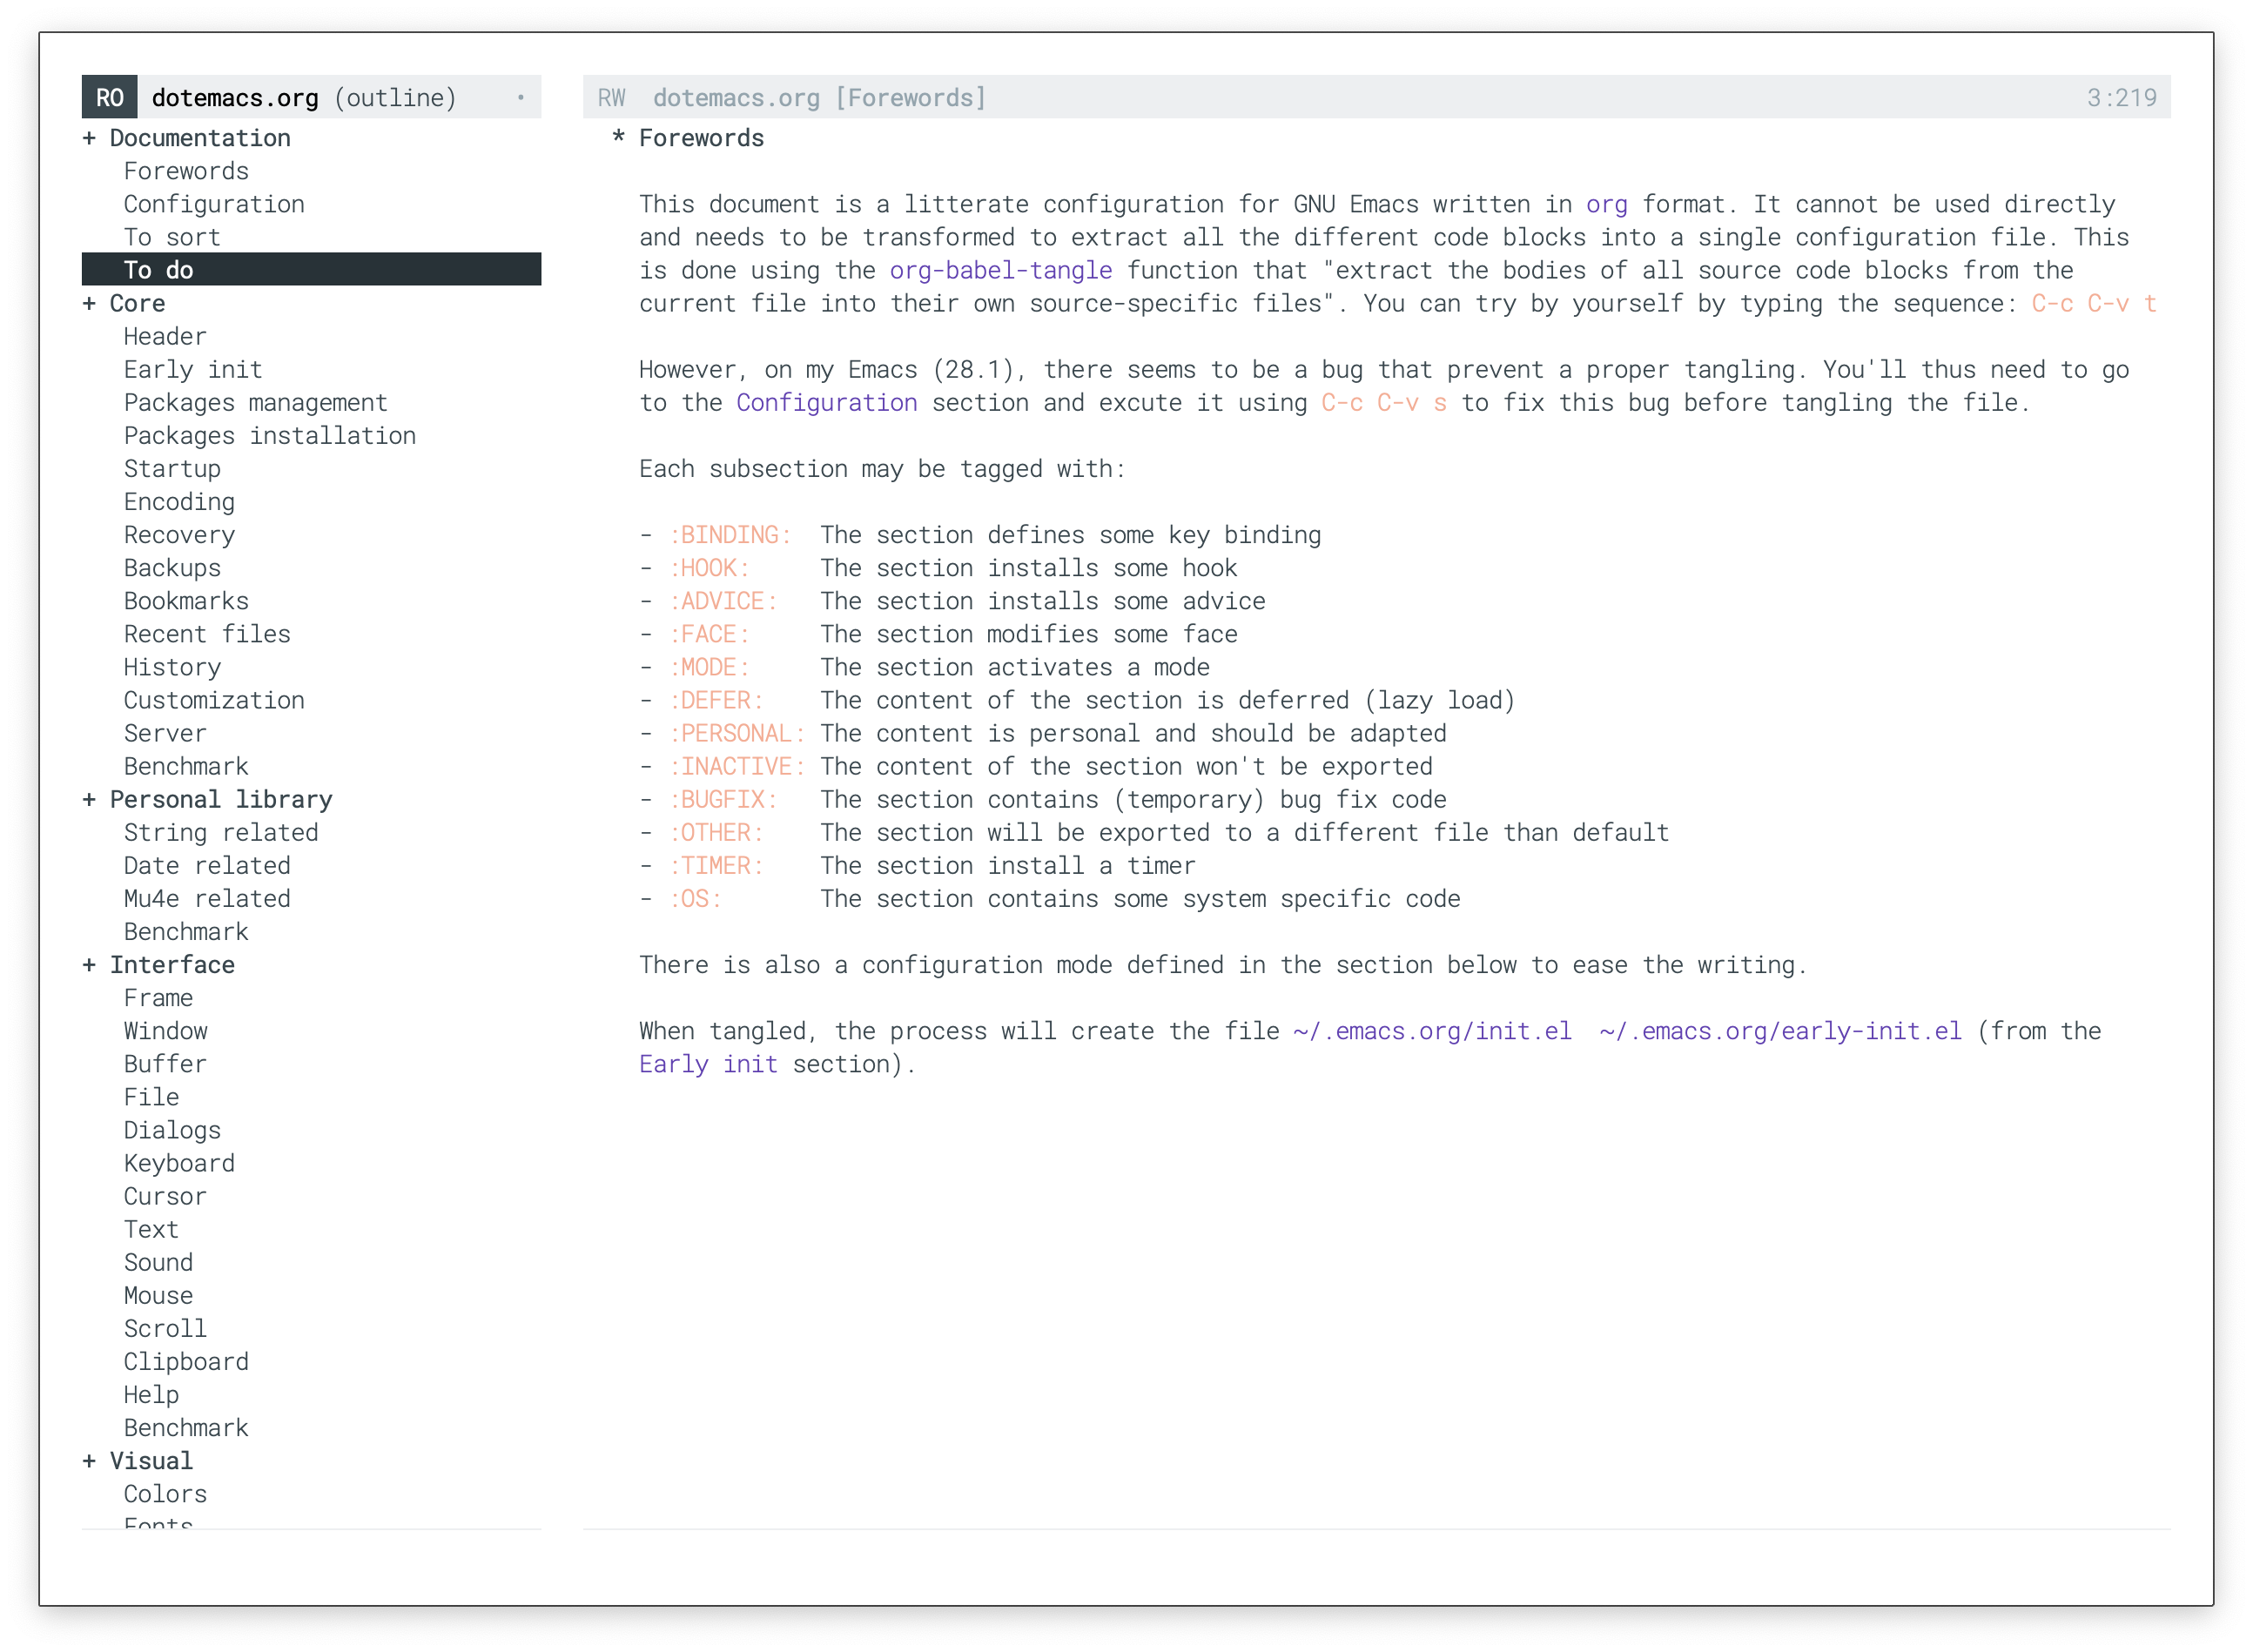 RO dotemacs.org (outline) •
+ Documentation
Forewords
Configuration
To sort
To do
+ Core
Header
Early init
Packages management
Packages installation
Startup
Encoding
Recovery
Backups
Bookmarks
Recent files
History
Customization
Server
Benchmark
+ Personal library
String related
Date related
Mu4e related
Benchmark
+ Interface
Frame
Window
Buffer
File
Dialogs
Keyboard
Cursor
Text
Sound
Mouse
Scroll
Clipboard
Help
Benchmark
+ Visual
Colors
Fonts
RW dotemacs.org [Forewords] 3:219
* Forewords
This document is a litterate configuration for GNU Emacs written in org format. It cannot be used directly
and needs to be transformed to extract all the different code blocks into a single configuration file. This
is done using the org-babel-tangle function that "extract the bodies of all source code blocks from the
current file into their own source-specific files". You can try by yourself by typing the sequence: C-c C-v t
However, on my Emacs (28.1), there seems to be a bug that prevent a proper tangling. You'll thus need to go
to the Configuration section and excute it using C-c C-v s to fix this bug before tangling the file.
Each subsection may be tagged with:
- :BINDING: The section defines some key binding
- :HOOK: The section installs some hook
- :ADVICE: The section installs some advice
- :FACE: The section modifies some face
- :MODE: The section activates a mode
- :DEFER: The content of the section is deferred (lazy load)
- :PERSONAL: The content is personal and should be adapted
- :INACTIVE: The content of the section won't be exported
- :BUGFIX: The section contains (temporary) bug fix code
- :OTHER: The section will be exported to a different file than default
- :TIMER: The section install a timer
- :OS: The section contains some system specific code
There is also a configuration mode defined in the section below to ease the writing.
When tangled, the process will create the file ~/.emacs.org/init.el ~/.emacs.org/early-init.el (from the
Early init section).